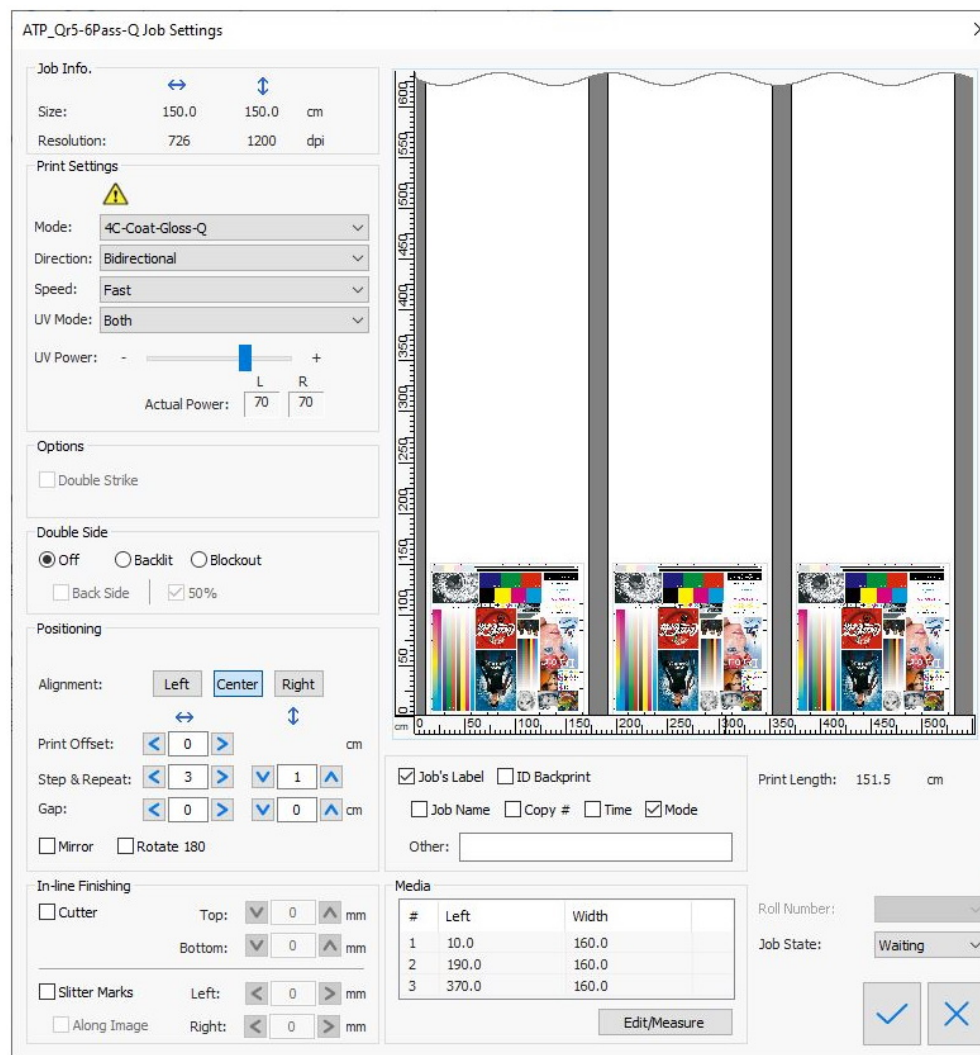 ATP_Qr5-6Pass-Q Job Settings
Job Info.
Size: 150.0 150.0 cm
Resolution: 726 1200 dpi
Print Settings
Mode: 4C-Coat-Gloss-Q
Direction: Bidirectional
Speed: Fast
UV Mode: Both
UV Power: - +
L R
Actual Power: 70 70
Options
Double Strike
Double Side
Off Backlit Blockout
Back Side 50%
Positioning
Alignment: Left Center Right
Print Offset: 0 cm
Step & Repeat: 3 1
Gap: 0 0 cm
Mirror Rotate 180
In-line Finishing
Cutter Top: 0 mm
Bottom: 0 mm
Slitter Marks Left: 0 mm
Along Image Right: 0 mm
600
550
500
450
400
350
300
250
200
150
100
50
0
cm 0 50 100 150 200 250 300 350 400 450 500
Job's Label ID Backprint
Job Name Copy # Time Mode
Other:
Print Length: 151.5 cm
Media
# Left Width
1 10.0 160.0
2 190.0 160.0
3 370.0 160.0
Edit/Measure
Roll Number:
Job State: Waiting